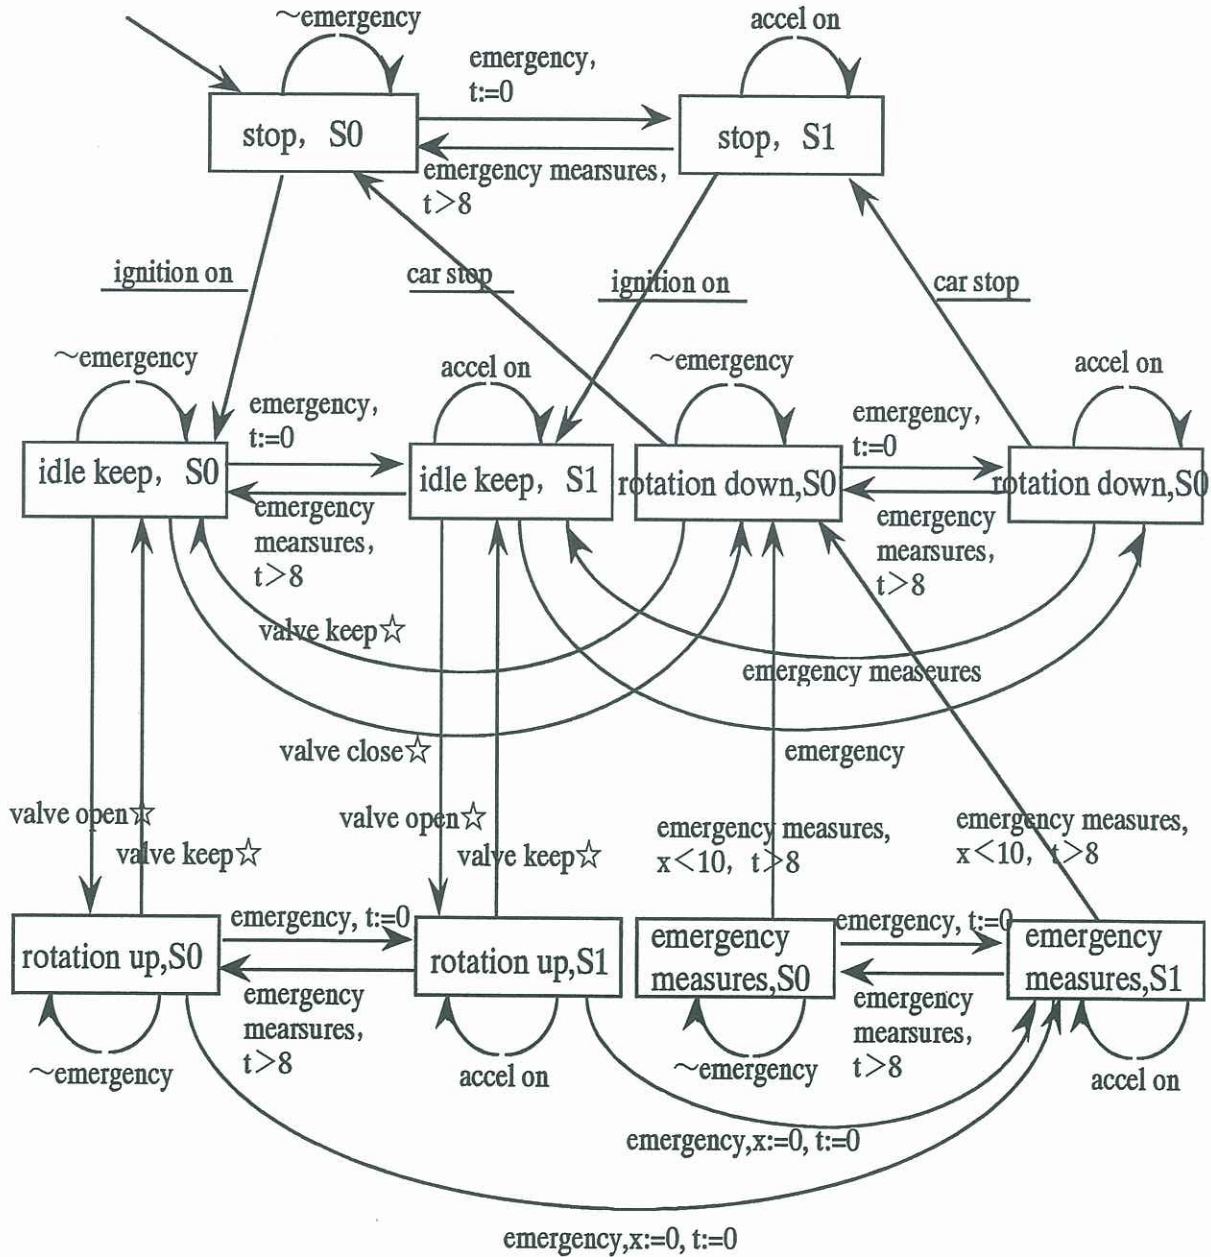 ~emergency
accel on
emergency,
t:=0
stop, S0
stop, S1
emergency mearsures,
t>8
ignition on
car stop
ignition on
car stop
~emergency
accel on
~emergency
accel on
emergency,
t:=0
emergency,
t:=0
idle keep, S0
idle keep, S1
rotation down,S0
rotation down,S0
emergency
mearsures,
t>8
emergency
mearsures,
t>8
valve keep☆
emergency measeures
valve close☆
emergency
valve open☆
valve keep☆
valve open☆
valve keep☆
emergency measures,
x<10, t>8
emergency measures,
x<10, t>8
emergency, t:=0
emergency, t:=0
rotation up,S0
rotation up,S1
emergency
measures,S0
emergency
measures,S1
emergency
mearsures,
t>8
emergency
mearsures,
t>8
~emergency
accel on
~emergency
accel on
emergency,x:=0, t:=0
emergency,x:=0, t:=0